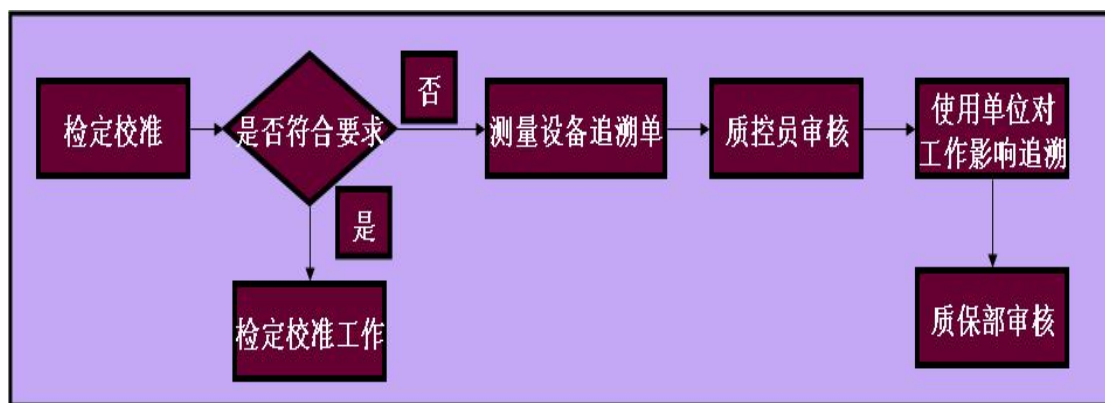 检定校准
是否符合要求
否
测量设备追溯单
质控员审核
使用单位对
工作影响追溯
是
检定校准工作
质保部审核